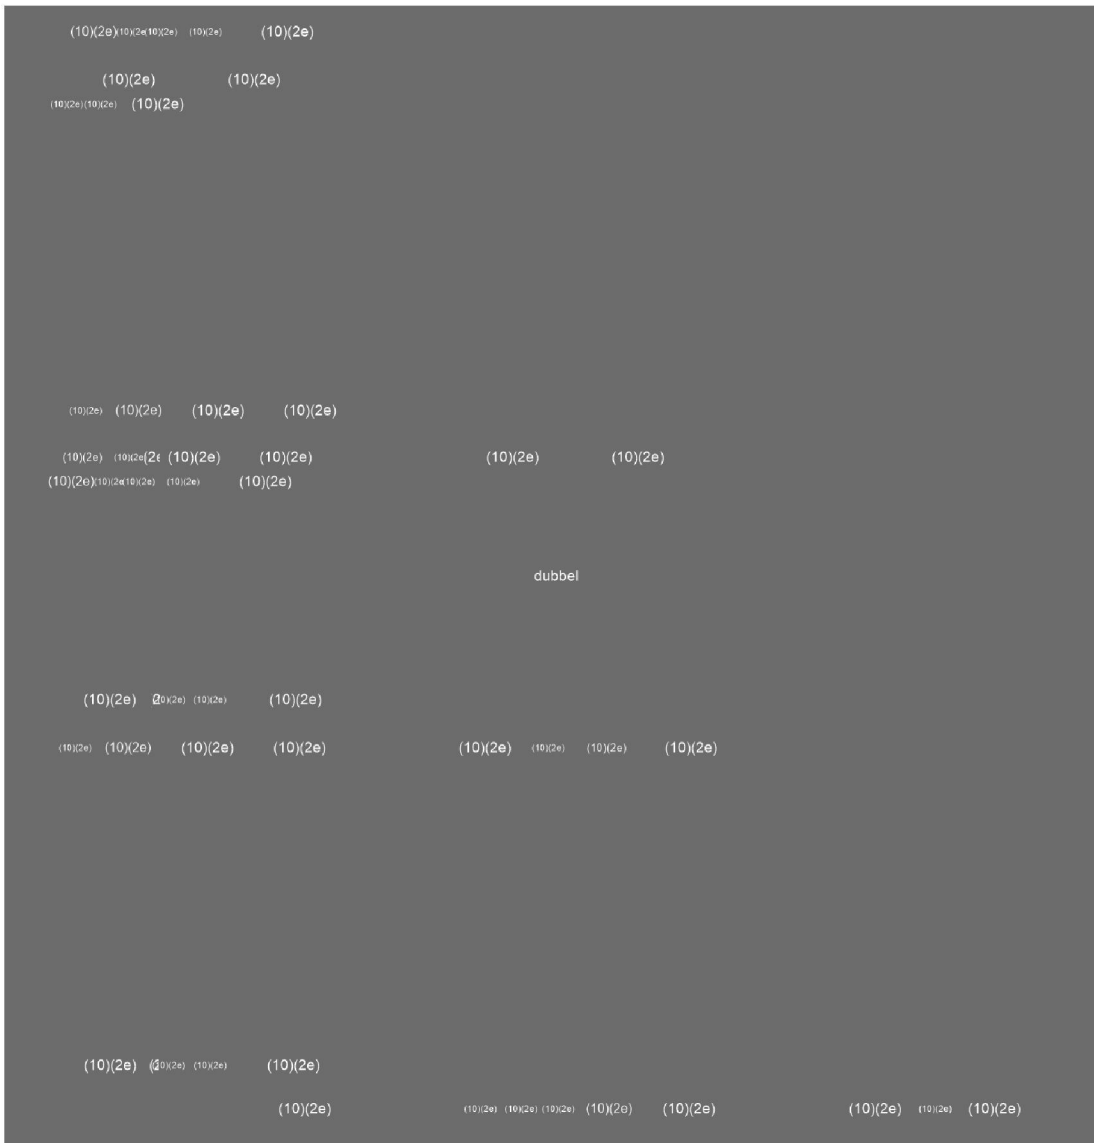 (10)(2e)(10)(2e(10)(2e) (10)(2e) (10)(2e)
(10)(2e) (10)(2e)
(10)(2e)(10)(2e) (10)(2e)
(10)(2e) (10)(2e) (10)(2e) (10)(2e)
(10)(2e) (10)(2e(2e (10)(2e) (10)(2e) (10)(2e) (10)(2e)
(10)(2e)(10)(2e(10)(2e) (10)(2e) (10)(2e)
dubbel
(10)(2e) (20)(2e) (10)(2e) (10)(2e)
(10)(2e) (10)(2e) (10)(2e) (10)(2e) (10)(2e) (10)(2e) (10)(2e) (10)(2e)
(10)(2e) (20)(2e) (10)(2e) (10)(2e)
(10)(2e) (10)(2e) (10)(2e) (10)(2e) (10)(2e) (10)(2e) (10)(2e) (10)(2e) (10)(2e)